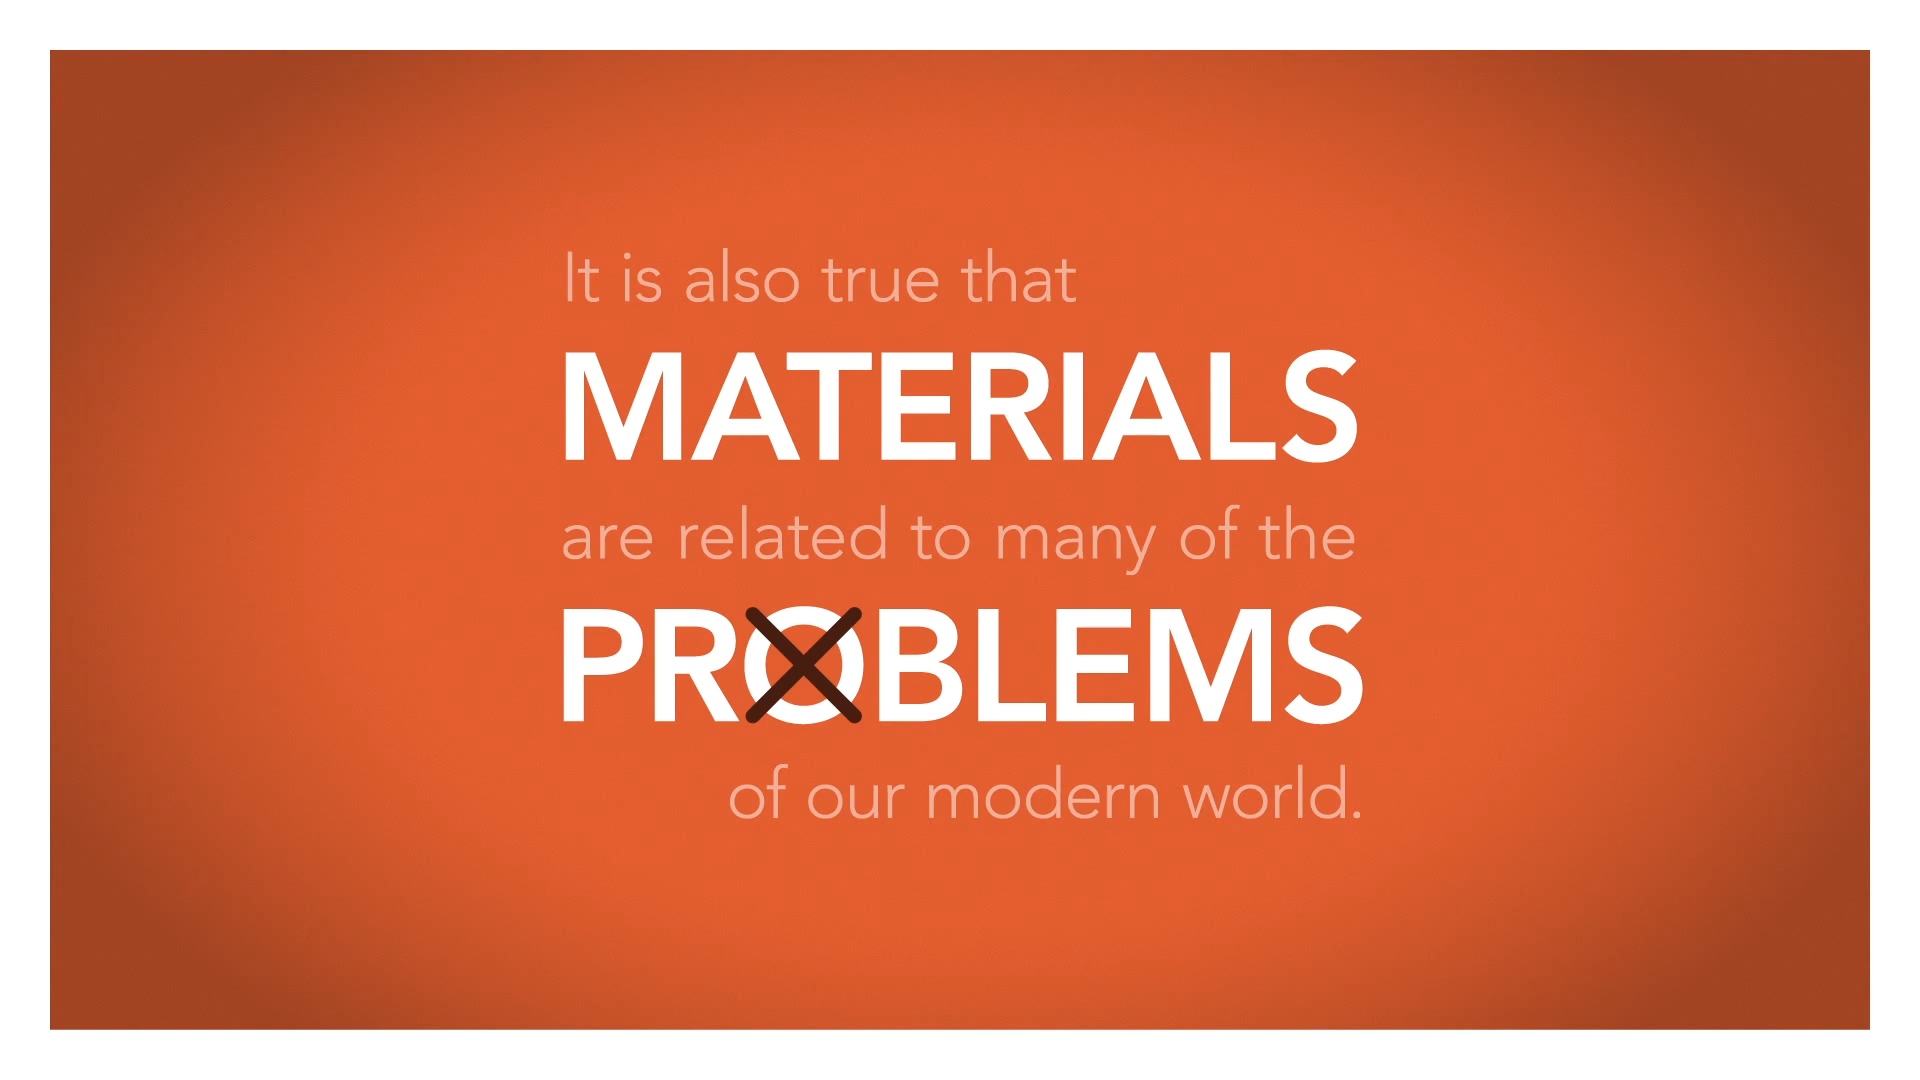 It is also true that
MATERIALS
are related to many of the
PROBLEMS
of our modern world.